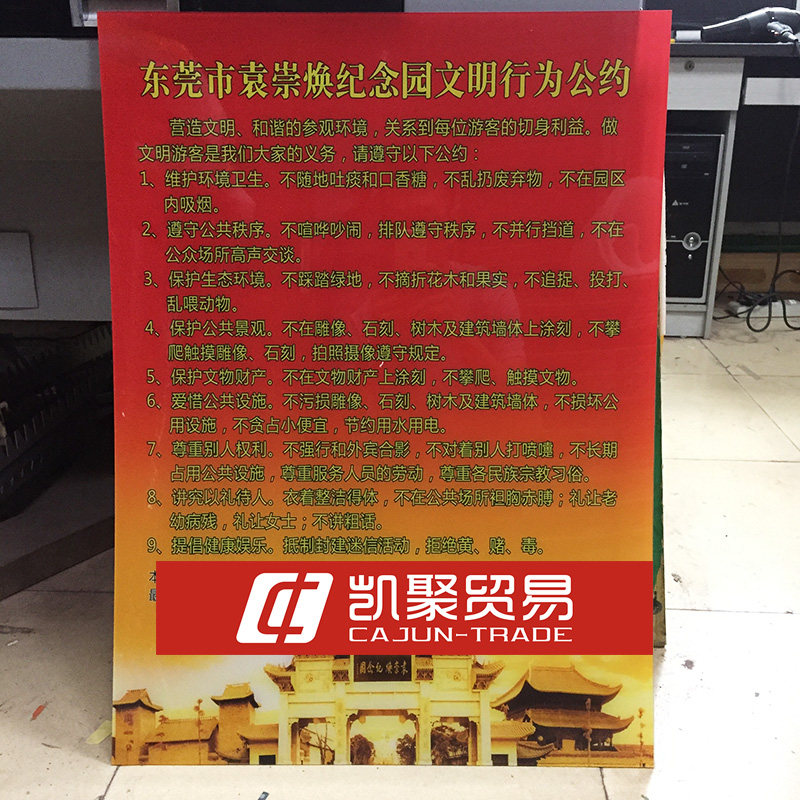 东莞市袁崇焕纪念园文明行为公约
营造文明、和谐的参观环境，关系到每位游客的切身利益。做
文明游客是我们大家的义务，请遵守以下公约：
1、维护环境卫生。不随地吐痰和口香糖，不乱扔废弃物，不在园区
内吸烟。
2、遵守公共秩序。不喧哗吵闹，排队遵守秩序，不并行挡道，不在
公众场所高声交谈。
3、保护生态环境。不踩踏绿地，不摘折花木和果实，不追捉、投打、
乱喂动物。
4、保护公共景观。不在雕像、石刻、树木及建筑墙体上涂刻，不攀
爬触摸雕像、石刻，拍照摄像遵守规定。
5、保护文物财产。不在文物财产上涂刻，不攀爬、触摸文物。
6、爱惜公共设施。不污损雕像、石刻、树木及建筑墙体，不损坏公
用设施，不贪占小便宜，节约用水用电。
7、尊重别人权利。不强行和外宾合影，不对着别人打喷嚏，不长期
占用公共设施，尊重服务人员的劳动，尊重各民族宗教习俗。
8、讲究以礼待人。衣着整洁得体，不在公共场所袒胸赤膊；礼让老
幼病残，礼让女士；不讲粗话。
9、提倡健康娱乐。抵制封建迷信活动，拒绝黄、赌、毒。
凯聚贸易
CAJUN-TRADE
袁崇焕纪念园